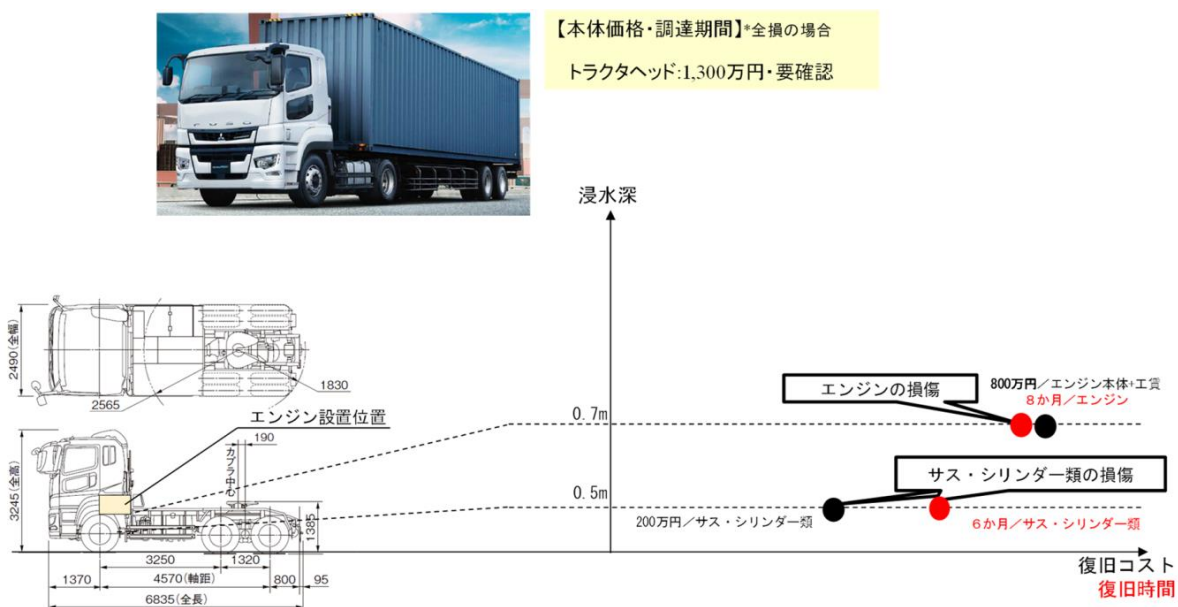 【本体価格・調達期間】*全損の場合
トラクタヘッド:1,300万円・要確認
FUSO
浸水深
2490(全幅)
1830
2565
エンジン設置位置
190
カプラ中心
3245(全高)
1385
3250
1320
1370
4570(軸距)
800
95
6835(全長)
0.7m
エンジンの損傷
800万円／エンジン本体+工賃
8か月／エンジン
0.5m
サス・シリンダー類の損傷
200万円／サス・シリンダー類
6か月／サス・シリンダー類
復旧コスト
復旧時間